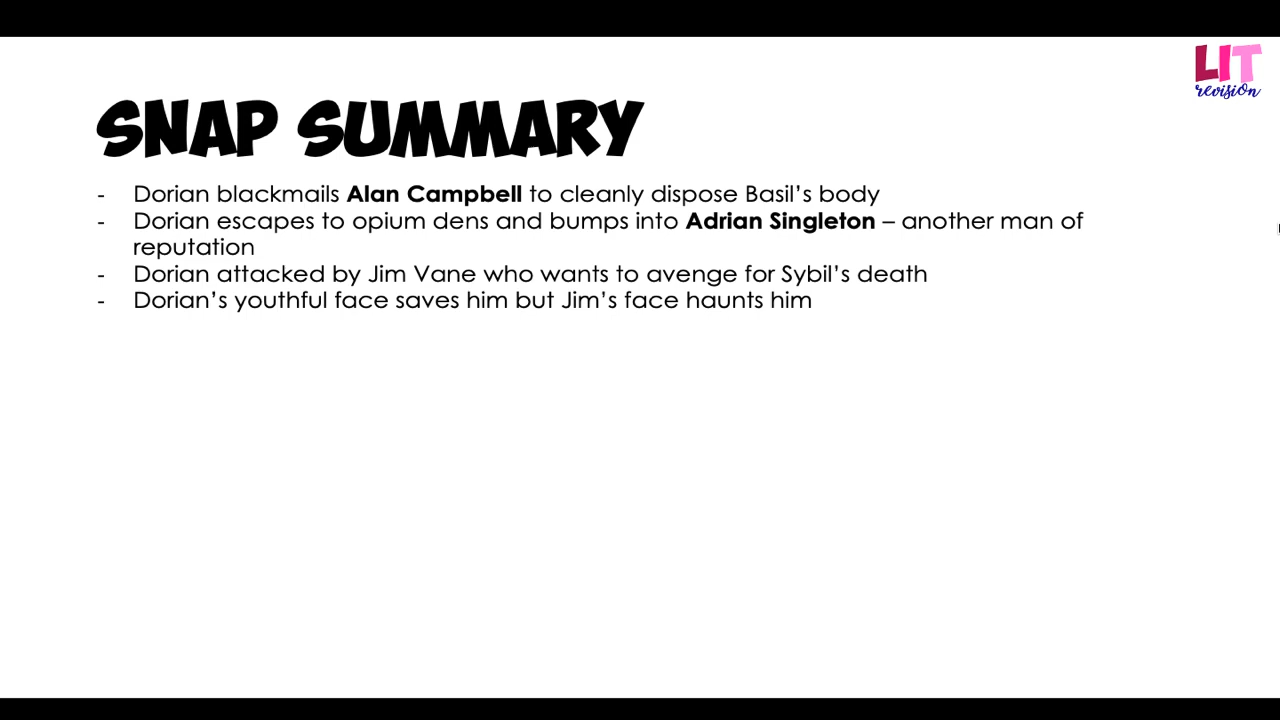 LIT
revision
SNAP SUMMARY
- Dorian blackmails Alan Campbell to cleanly dispose Basil’s body
- Dorian escapes to opium dens and bumps into Adrian Singleton – another man of
reputation
- Dorian attacked by Jim Vane who wants to avenge for Sybil’s death
- Dorian’s youthful face saves him but Jim’s face haunts him